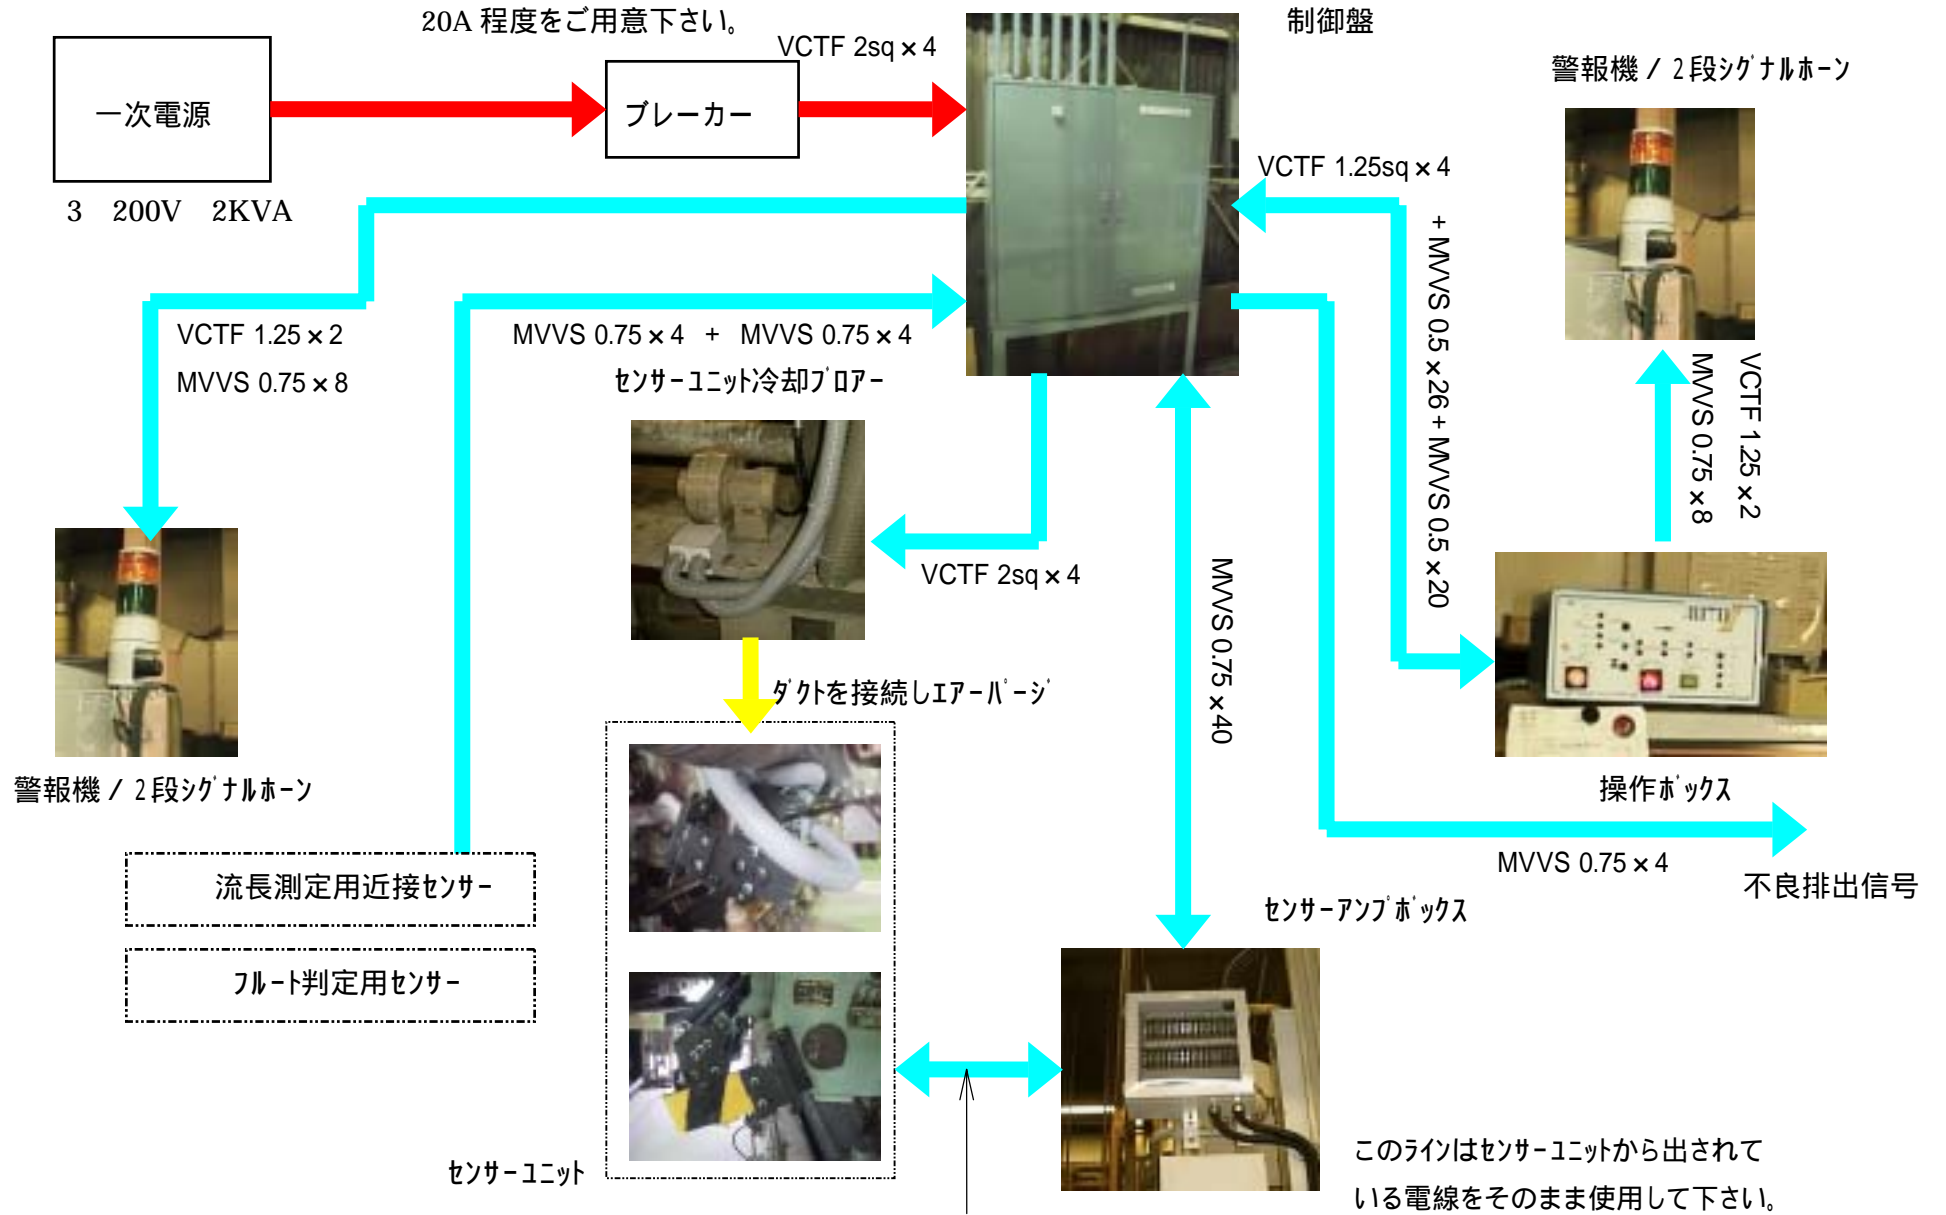 20A 程度をご用意下さい。
制御盤
VCTF 2sq×4
警報機 / 2段ｼｸﾞﾅﾙﾎｰﾝ
一次電源
ブレーカー
VCTF 1.25sq×4
3 200V 2KVA
+MVVS 0.5×26+MVVS 0.5×20
VCTF 1.25×2
MVVS 0.75×8
MVVS 0.75×4 + MVVS 0.75×4
ｾﾝｻｰﾕﾆｯﾄ冷却ﾌﾞﾛｱｰ
VCTF 1.25×2
MVVS 0.75×8
VCTF 2sq×4
MVVS 0.75×40
ﾀﾞｸﾄを接続しｴｱｰﾊﾟｰｼﾞ
警報機 / 2段ｼｸﾞﾅﾙﾎｰﾝ
操作ﾎﾞｯｸｽ
MVVS 0.75×4
不良排出信号
流長測定用近接ｾﾝｻｰ
ｾﾝｻｰｱﾝﾌﾟﾎﾞｯｸｽ
ﾌﾙｰﾄ判定用ｾﾝｻｰ
ｾﾝｻｰﾕﾆｯﾄ
このﾗｲﾝはｾﾝｻｰﾕﾆｯﾄから出されて
いる電線をそのまま使用して下さい。